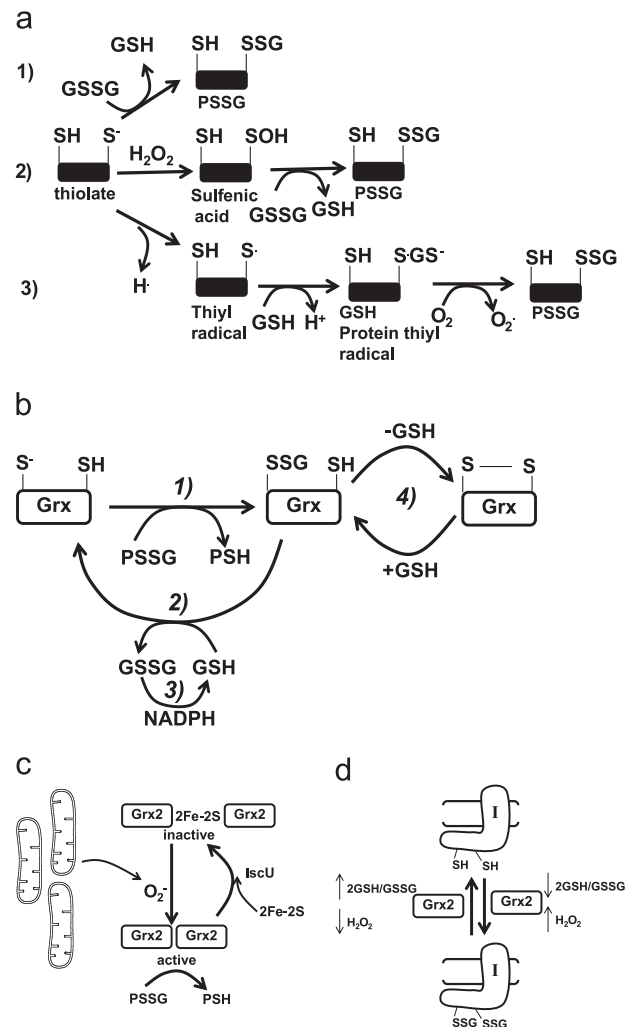 a
GSH SH SSG
1)
GSSG
PSSG
SH S- SH SOH SH SSG
H2O2
2)
thiolate Sulfenic acid GSSG GSH PSSG
SH S· SH S·GS- SH SSG
3) H·
Thiyl radical GSH H+ GSH Protein thiyl radical O2 O2· PSSG
b
-GSH
S- SH SSG SH S S
1) 4)
Grx Grx Grx
PSSG PSH +GSH
2)
GSSG GSH
3)
NADPH
c
Grx2 2Fe-2S Grx2
inactive
IscU
O2-
2Fe-2S
Grx2 Grx2
active
PSSG PSH
d
I
SH SH
2GSH/GSSG 2GSH/GSSG
Grx2 Grx2
H2O2 H2O2
I
SSG SSG